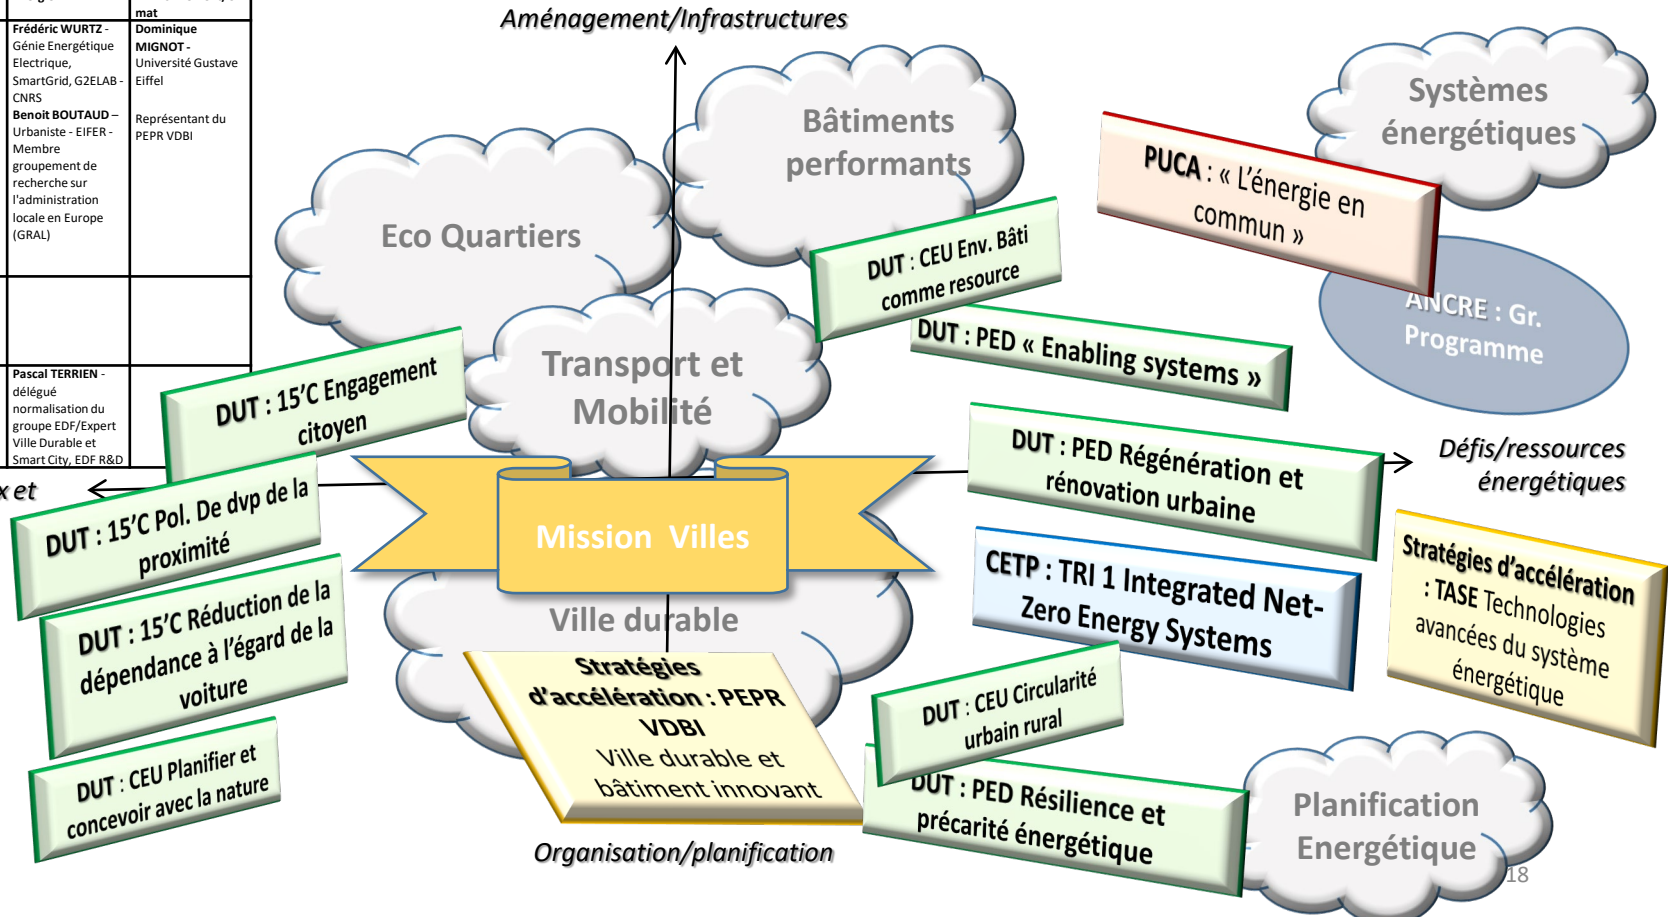 mat
Frédéric WURTZ -
Génie Energétique
Electrique,
SmartGrid, G2ELAB -
CNRS
Benoit BOUTAUD –
Urbaniste - EIFER -
Membre
groupement de
recherche sur
l'administration
locale en Europe
(GRAL)
Dominique
MIGNOT -
Université Gustave
Eiffel
Représentant du
PEPR VDBI
Pascal TERRIEN -
délégué
normalisation du
groupe EDF/Expert
Ville Durable et
Smart City, EDF R&D
Aménagement/Infrastructures
Systèmes
énergétiques
Bâtiments
performants
PUCA : « L’énergie en
commun »
Eco Quartiers
DUT : CEU Env. Bâti
comme resource
ANCRE : Gr.
Programme
DUT : PED « Enabling systems »
Transport et
Mobilité
DUT : 15’C Engagement
citoyen
DUT : PED Régénération et
rénovation urbaine
Défis/ressources
énergétiques
x et
DUT : 15’C Pol. De dvp de la
proximité
Mission Villes
CETP : TRI 1 Integrated Net-
Zero Energy Systems
Stratégies d’accélération
: TASE Technologies
avancées du système
énergétique
DUT : 15’C Réduction de la
dépendance à l’égard de la
voiture
Ville durable
Stratégies
d’accélération : PEPR
VDBI
Ville durable et
bâtiment innovant
DUT : CEU Circularité
urbain rural
DUT : CEU Planifier et
concevoir avec la nature
DUT : PED Résilience et
précarité énergétique
Planification
Energétique
Organisation/planification
18